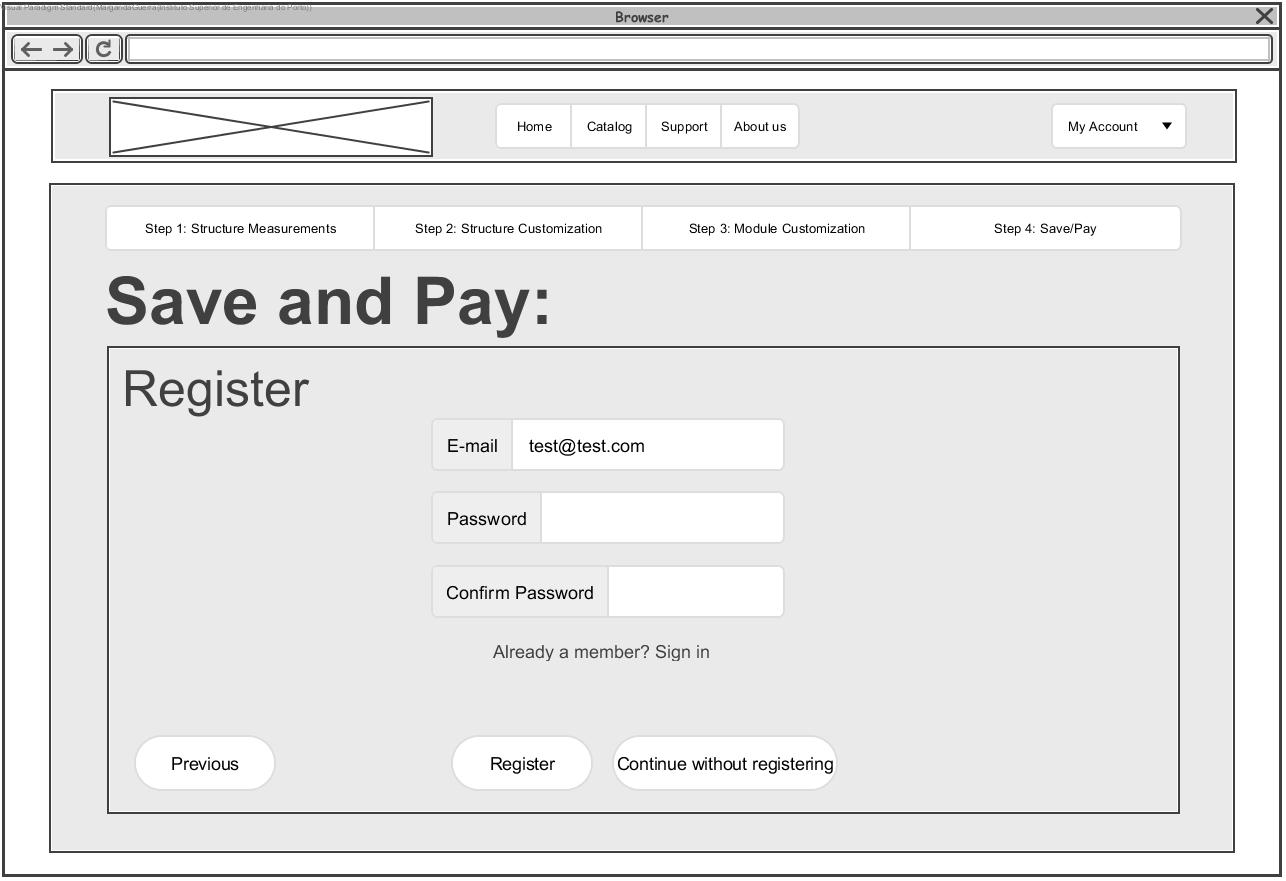 Visual Paradigm Standard(MargaridaGuerra(Instituto Superior de Engenharia do Porto))
Browser
Home Catalog Support About us My Account
Step 1: Structure Measurements Step 2: Structure Customization Step 3: Module Customization Step 4: Save/Pay
Save and Pay:
Register
E-mail test@test.com
Password
Confirm Password
Already a member? Sign in
Previous Register Continue without registering